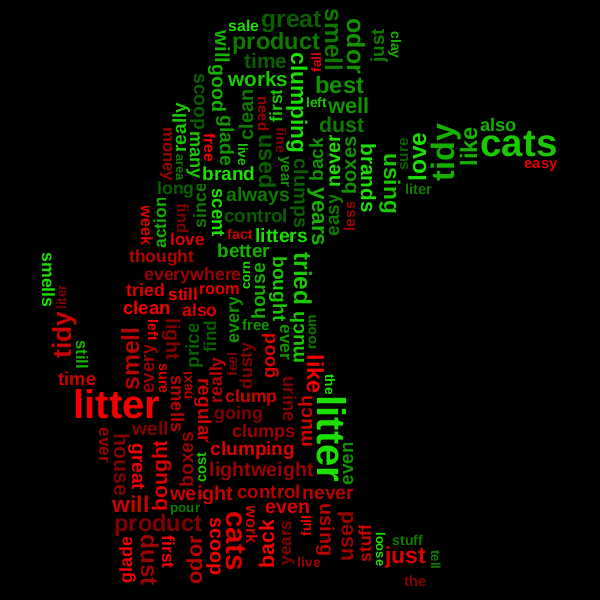 sale
great
smell
odor
just
clay
will
product
time
fall
works
clumping
good
scoop
clean
first
left
best
well
dust
need
used
really
many
free
money
area
glade
live
fine
year
back
never
boxes
brands
using
sure
love
tidy
like
also
cats
easy
liter
brand
long
since
scent
always
clumps
years
easy
less
action
week
find
control
fact
litters
love
thought
better
everywhere
corn
tried
smells
liter
tried
still
room
house
bought
clean
also
every
free
ever
much
room
tidy
still
left
light
price
find
smell
every
sure
feel
dusty
good
like
the
time
smells
next
really
regular
clump
urine
much
litter
litter
going
well
clumps
even
ever
house
great
bought
boxes
cost
clumping
lightweight
weight
control
never
will
pour
even
product
cats
work
full
using
used
stuff
stuff
loose
just
tell
dust
first
glade
odor
scoop
back
years
live
the